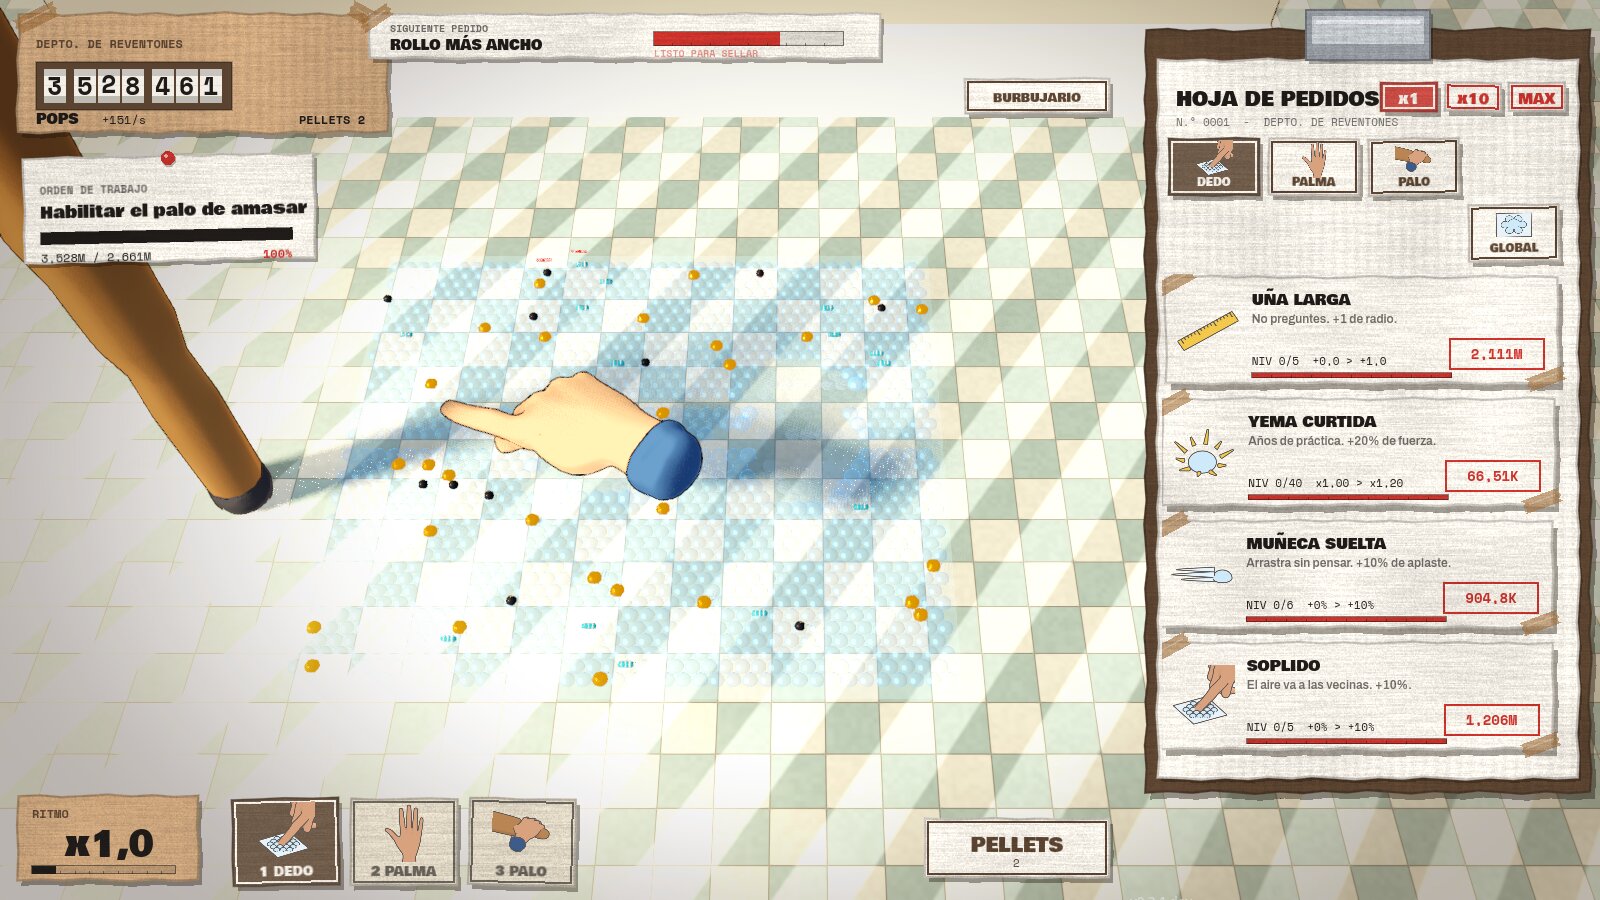 DEPTO. DE REVENTONES
3 528 461
POPS +151/s PELLETS 2
SIGUIENTE PEDIDO
ROLLO MÁS ANCHO
LISTO PARA SELLAR
ORDEN DE TRABAJO
Habilitar el palo de amasar
3,528M / 2,661M 100%
BURBUJARIO
HOJA DE PEDIDOS x1 x10 MAX
N.° 0001 - DEPTO. DE REVENTONES
DEDO PALMA PALO
GLOBAL
UÑA LARGA
No preguntes. +1 de radio.
NIV 0/5 +0,0 > +1,0
2,111M
YEMA CURTIDA
Años de práctica. +20% de fuerza.
NIV 0/40 x1,00 > x1,20
66,51K
MUÑECA SUELTA
Arrastra sin pensar. +10% de aplaste.
NIV 0/6 +0% > +10%
904,8K
SOPLIDO
El aire va a las vecinas. +10%.
NIV 0/5 +0% > +10%
1,206M
RITMO
x1,0
1 DEDO 2 PALMA 3 PALO
PELLETS
2